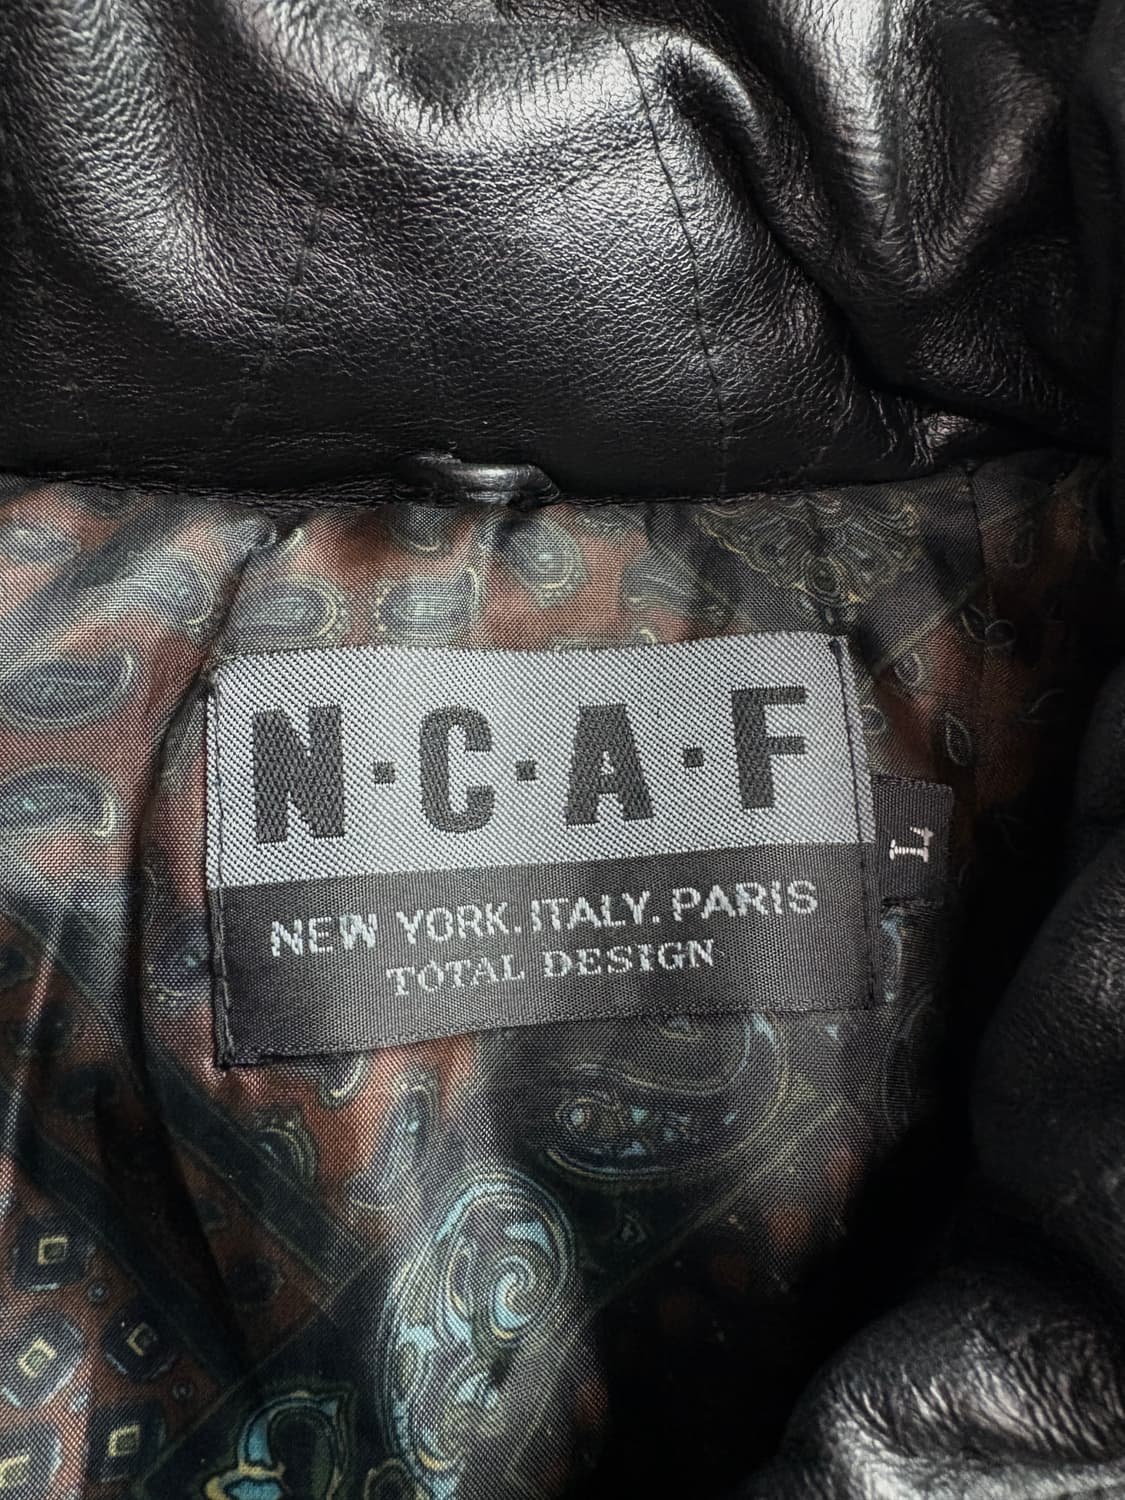 N·C·A·F
NEW YORK. ITALY. PARIS
TOTAL DESIGN
L